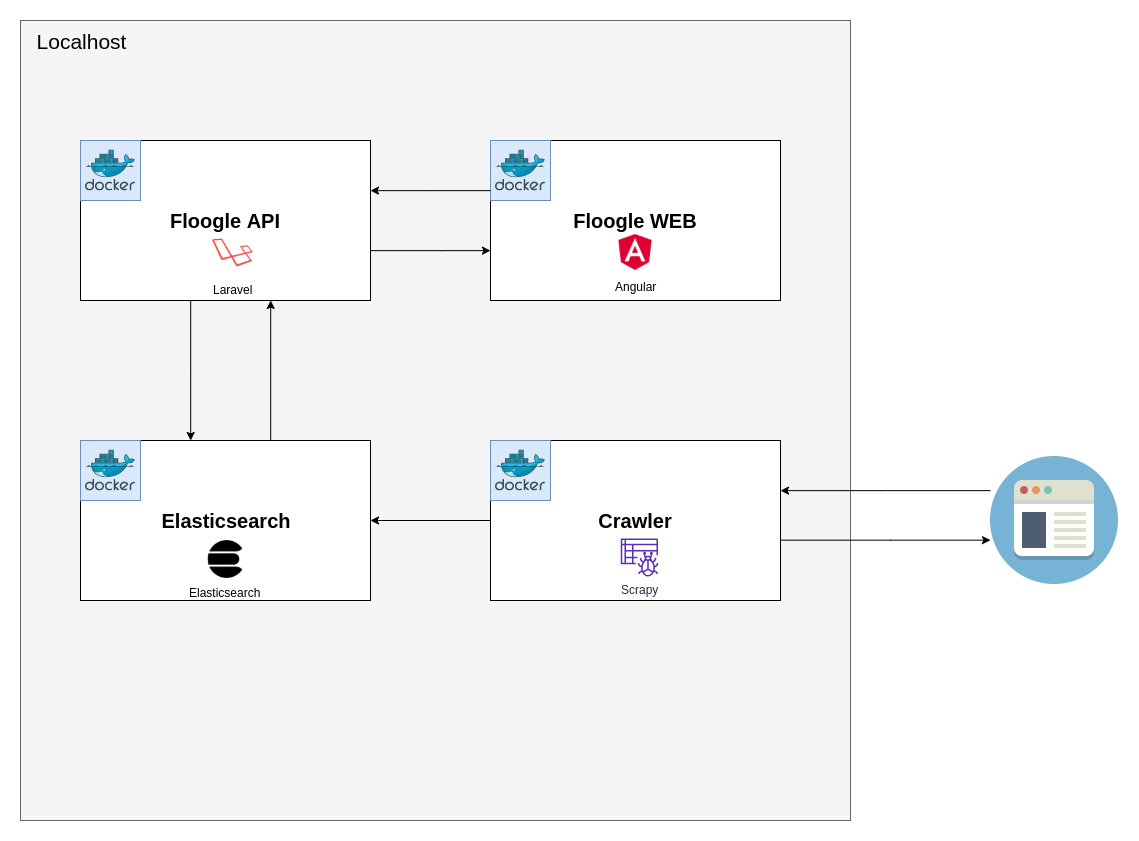 Localhost
docker
Floogle API
Laravel
docker
Floogle WEB
Angular
docker
Elasticsearch
Elasticsearch
docker
Crawler
Scrapy